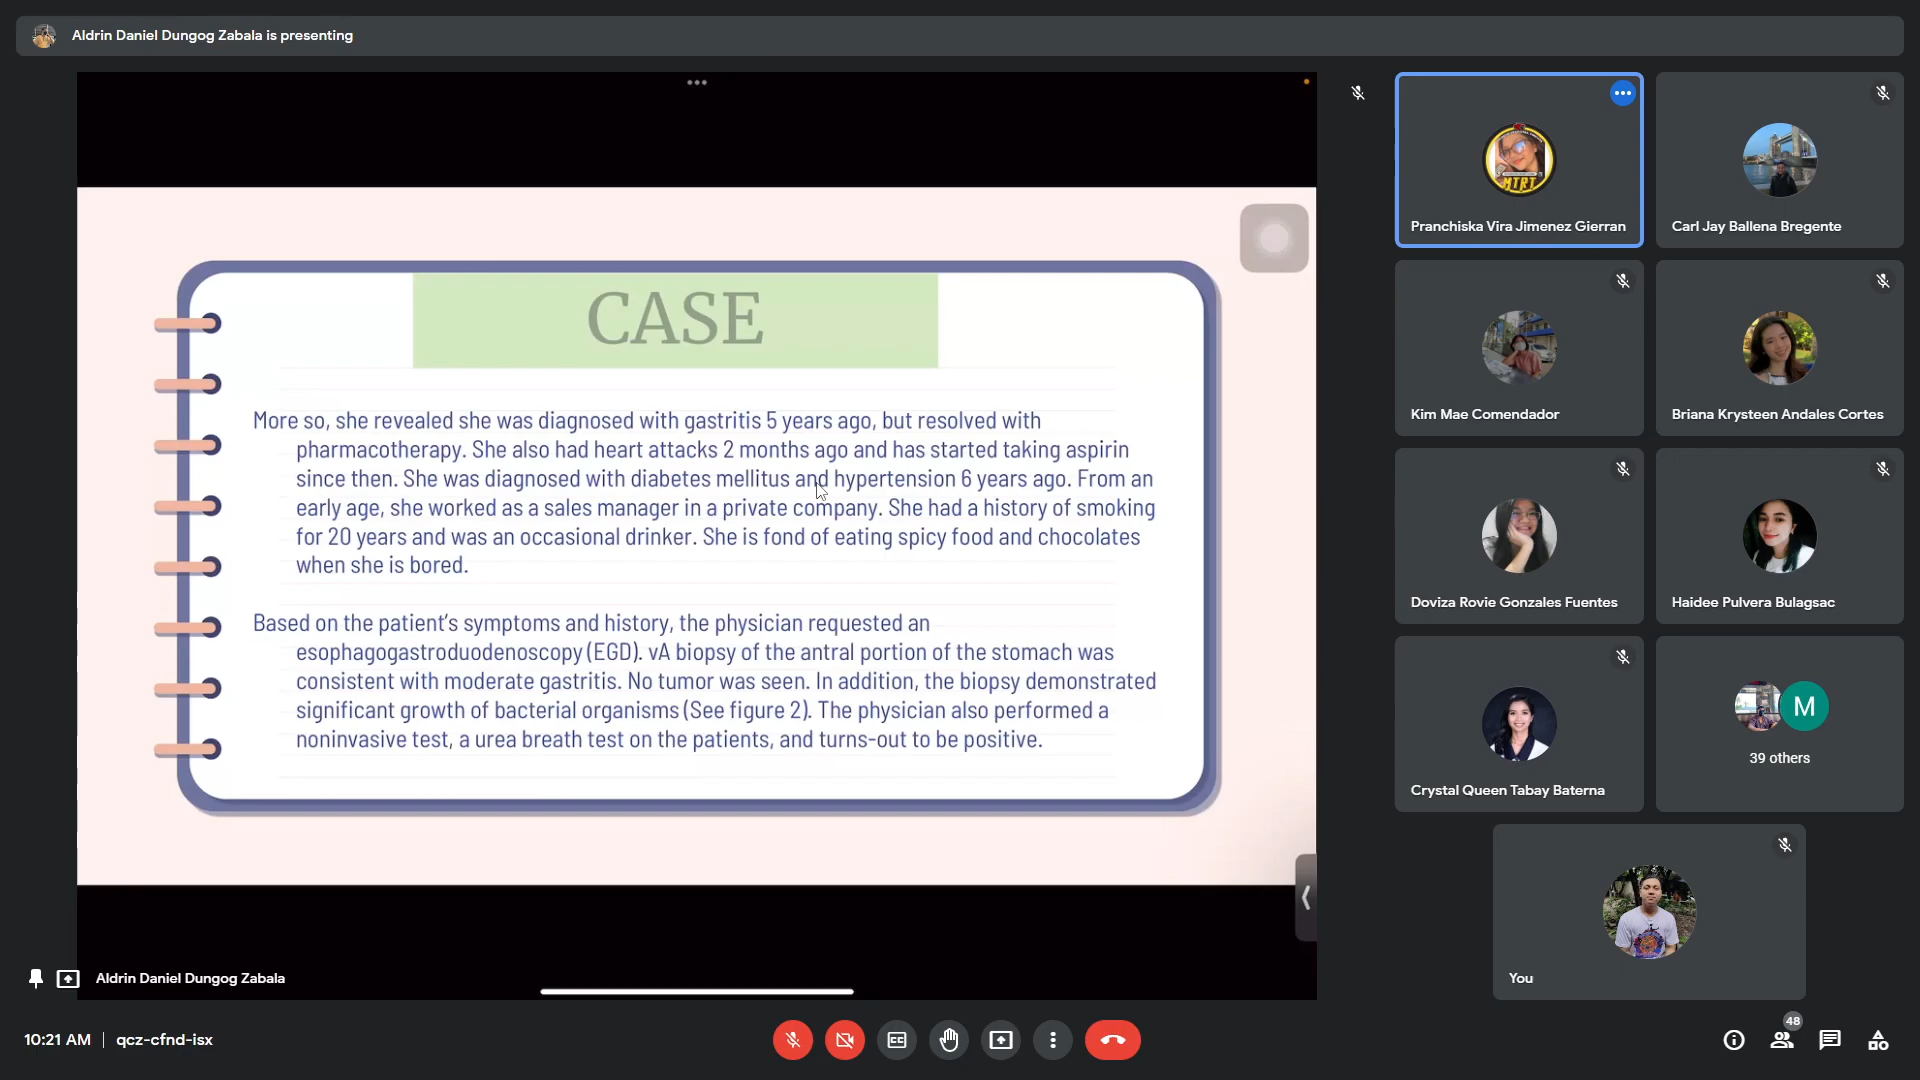 Aldrin Daniel Dungog Zabala is presenting
CASE
More so, she revealed she was diagnosed with gastritis 5 years ago, but resolved with
pharmacotherapy. She also had heart attacks 2 months ago and has started taking aspirin
since then. She was diagnosed with diabetes mellitus and hypertension 6 years ago. From an
early age, she worked as a sales manager in a private company. She had a history of smoking
for 20 years and was an occasional drinker. She is fond of eating spicy food and chocolates
when she is bored.
Based on the patient's symptoms and history, the physician requested an
esophagogastroduodenoscopy (EGD). vA biopsy of the antral portion of the stomach was
consistent with moderate gastritis. No tumor was seen. In addition, the biopsy demonstrated
significant growth of bacterial organisms (See figure 2). The physician also performed a
noninvasive test, a urea breath test on the patients, and turns-out to be positive.
Aldrin Daniel Dungog Zabala
MTRT
Pranchiska Vira Jimenez Gierran
Carl Jay Ballena Bregente
Kim Mae Comendador
Briana Krysteen Andales Cortes
Doviza Rovie Gonzales Fuentes
Haidee Pulvera Bulagsac
Crystal Queen Tabay Baterna
M
39 others
You
10:21 AM | qcz-cfnd-isx
CC
48